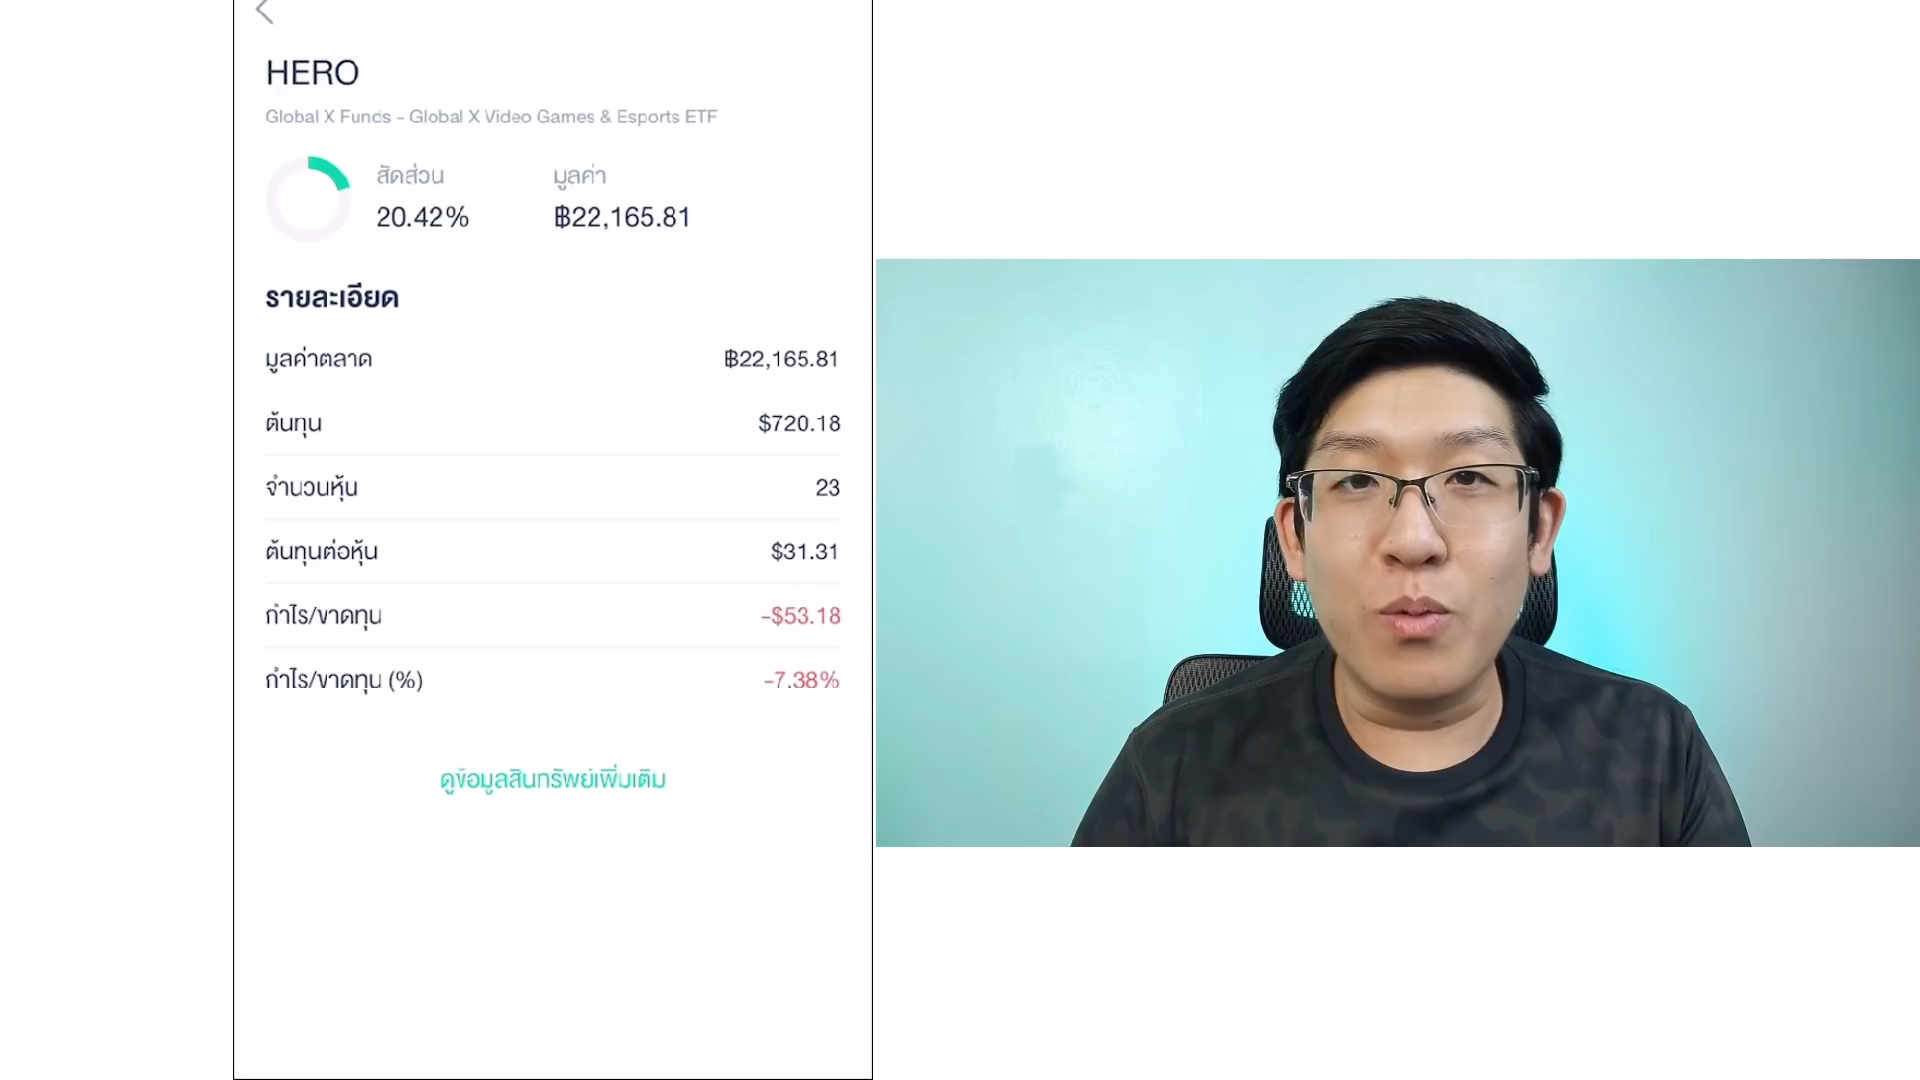 HERO
Global X Funds - Global X Video Games & Esports ETF
สัดส่วน มูลค่า
20.42% ฿22,165.81
รายละเอียด
มูลค่าตลาด ฿22,165.81
ต้นทุน $720.18
จำนวนหุ้น 23
ต้นทุนต่อหุ้น $31.31
กำไร/ขาดทุน -$53.18
กำไร/ขาดทุน (%) -7.38%
ดูข้อมูลสินทรัพย์เพิ่มเติม